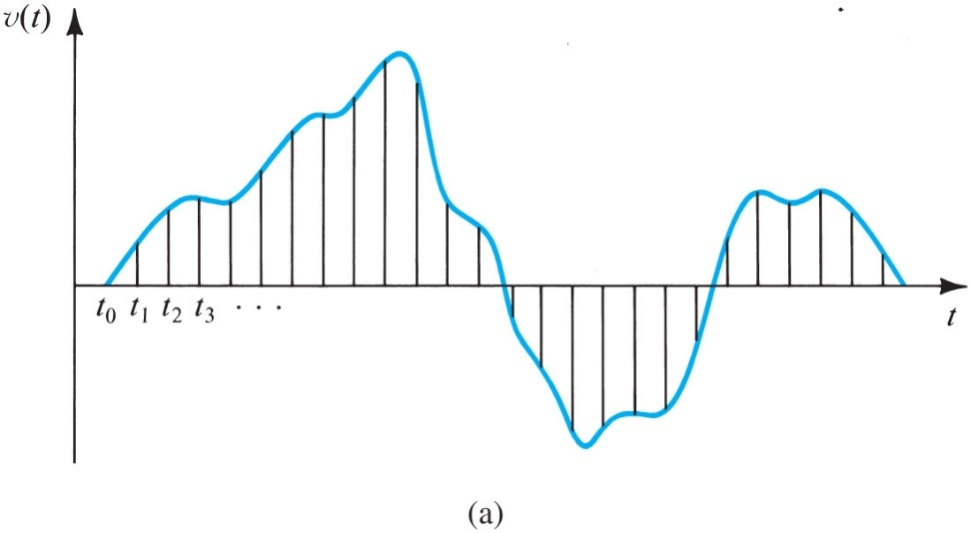 v(t)
t₀ t₁ t₂ t₃ · · ·
t
(a)